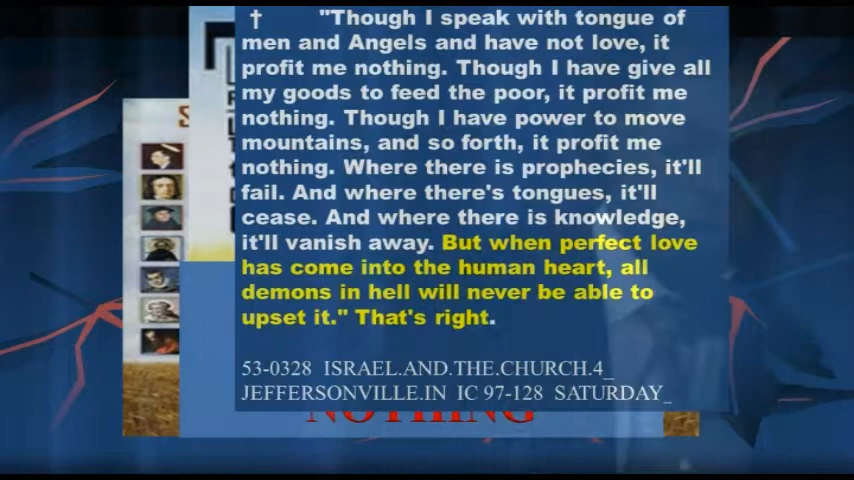 † "Though I speak with tongue of
men and Angels and have not love, it
profit me nothing. Though I have give all
my goods to feed the poor, it profit me
nothing. Though I have power to move
mountains, and so forth, it profit me
nothing. Where there is prophecies, it'll
fail. And where there's tongues, it'll
cease. And where there is knowledge,
it'll vanish away. But when perfect love
has come into the human heart, all
demons in hell will never be able to
upset it." That's right.
53-0328 ISRAEL.AND.THE.CHURCH.4_
JEFFERSONVILLE.IN IC 97-128 SATURDAY_
NOTHING